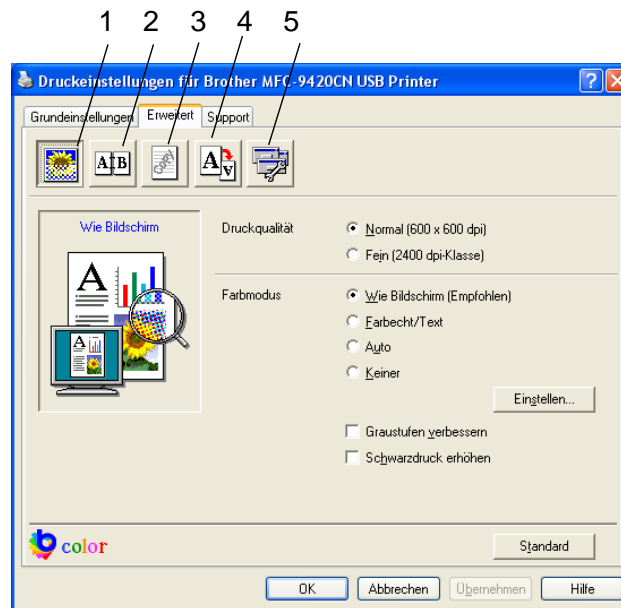 1 2 3 4 5
Druckeinstellungen für Brother MFC-9420CN USB Printer
Grundeinstellungen Erweitert Support
A B A A
Wie Bildschirm
Druckqualität
Normal (600 x 600 dpi)
Fein (2400 dpi-Klasse)
A
A
Farbmodus
Wie Bildschirm (Empfohlen)
Farbecht/Text
Auto
Keiner
Einstellen...
Graustufen verbessern
Schwarzdruck erhöhen
color
Standard
OK Abbrechen Übernehmen Hilfe